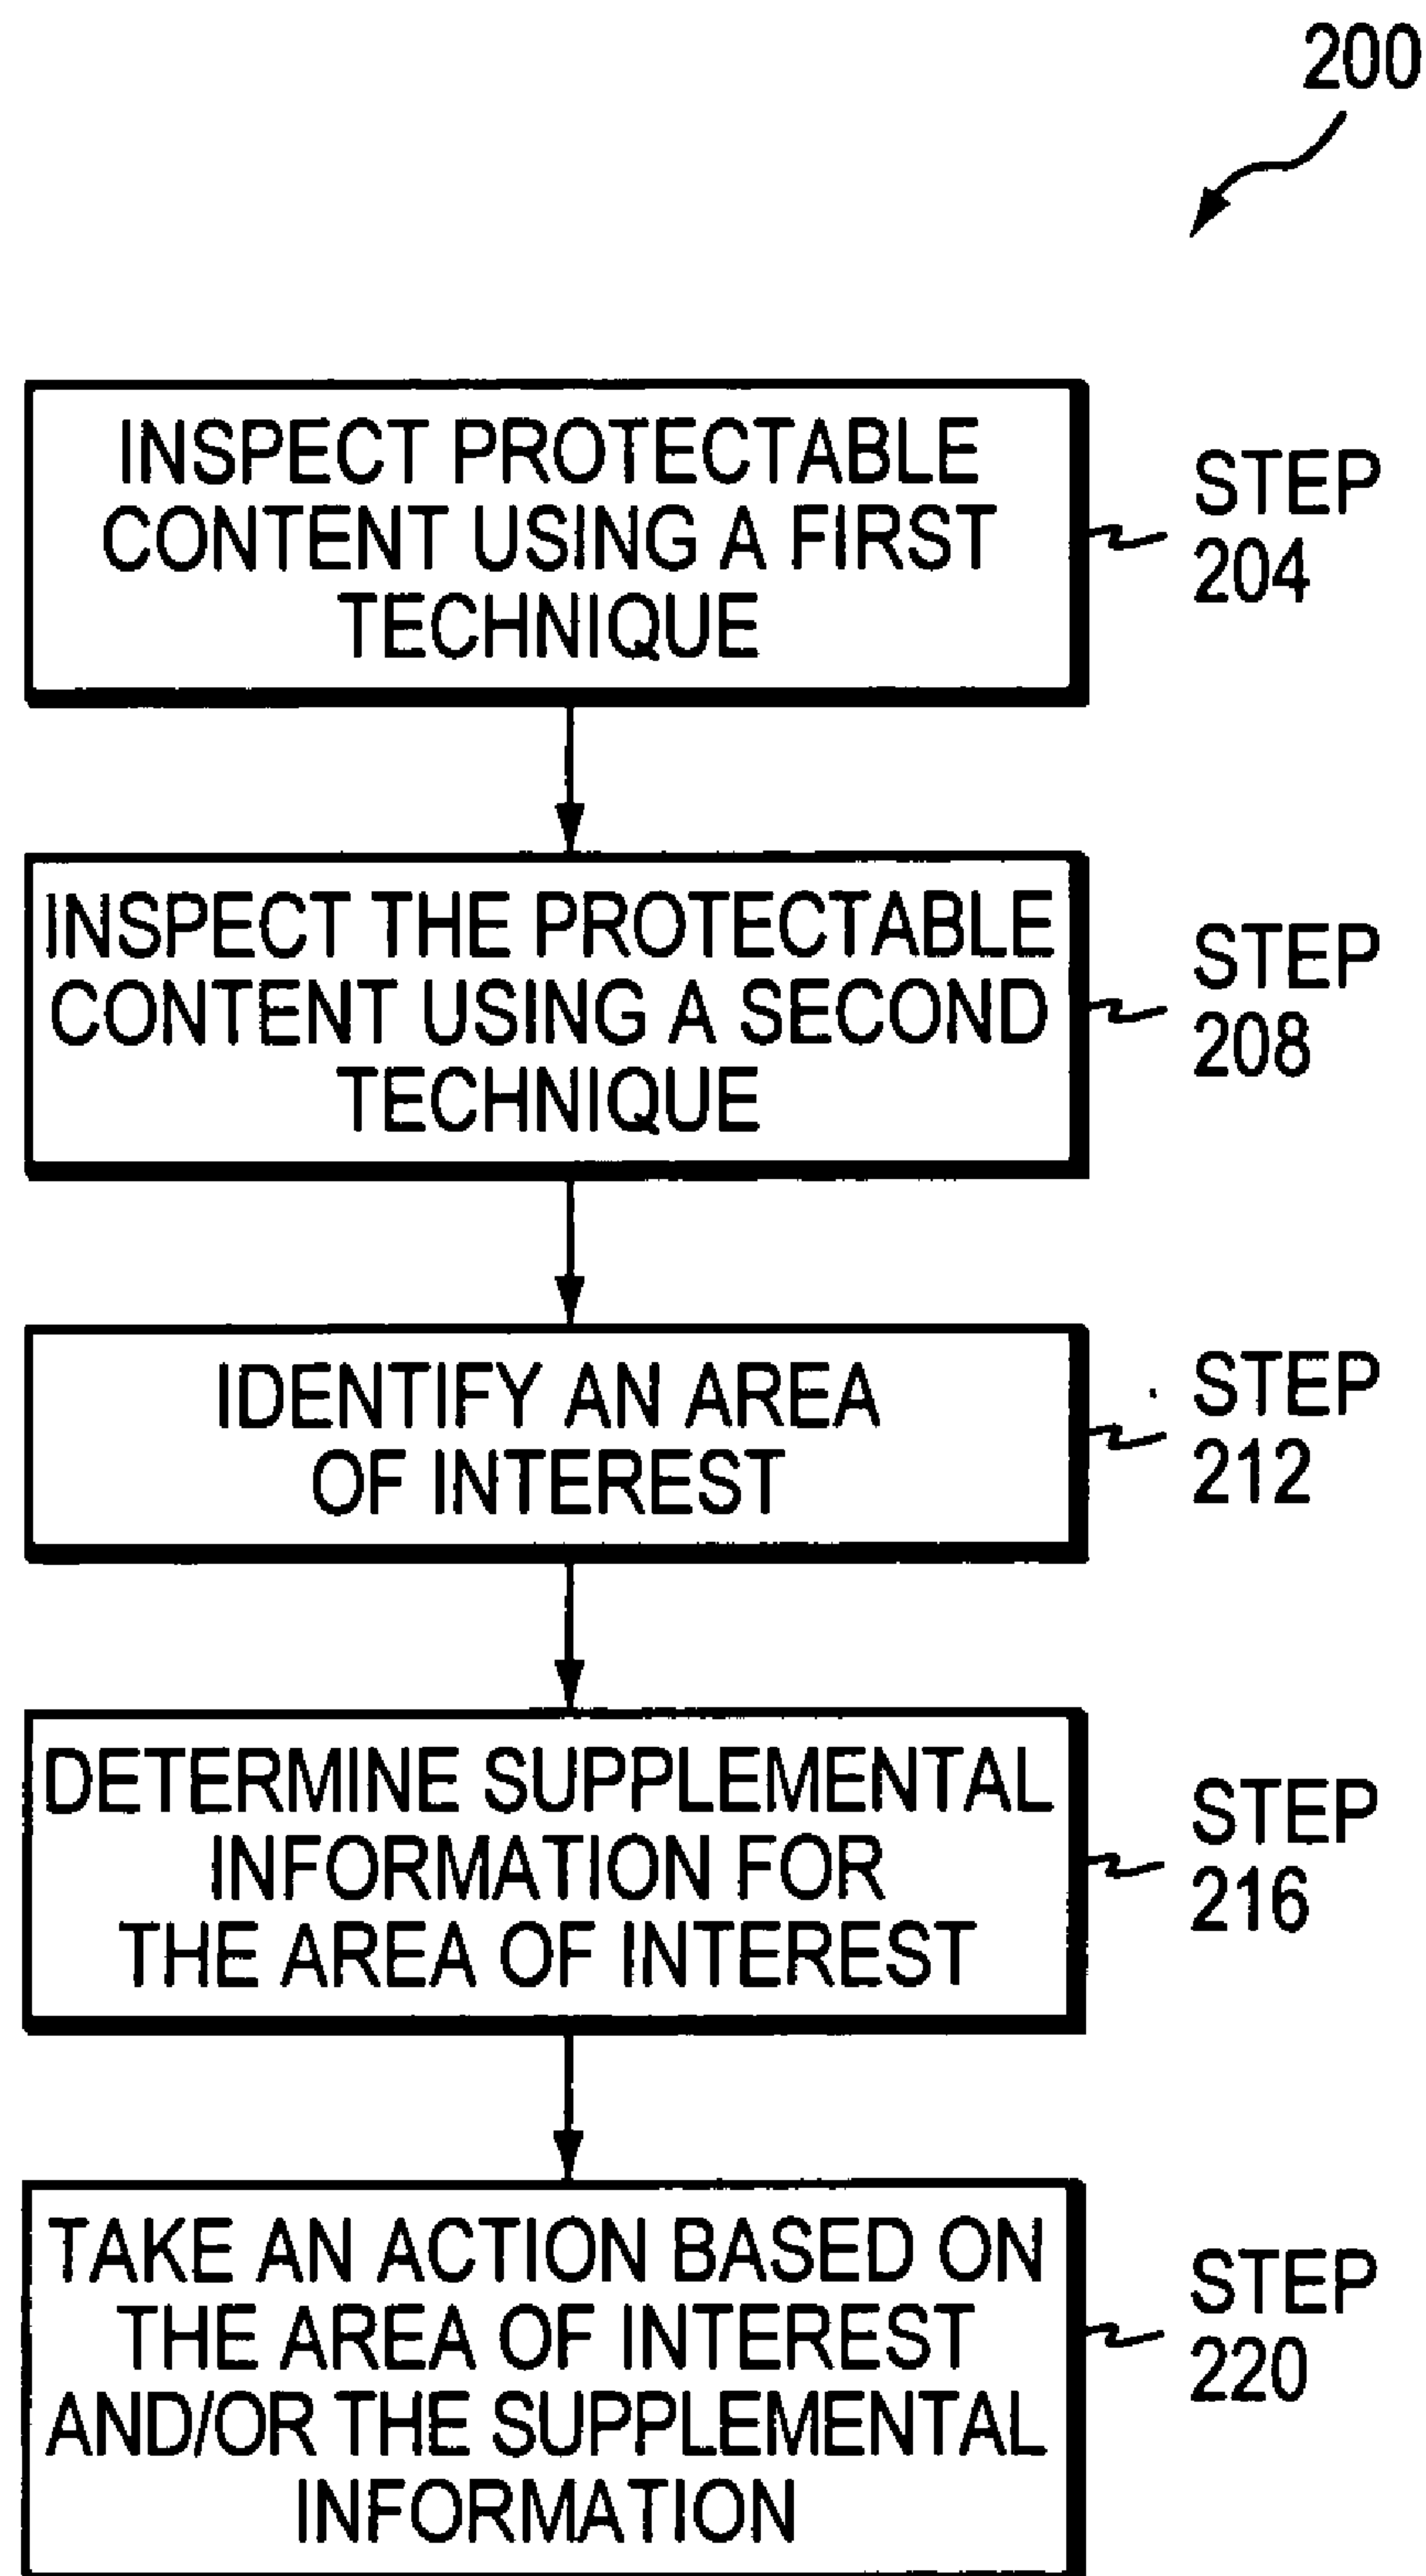 200
INSPECT PROTECTABLE
CONTENT USING A FIRST
TECHNIQUE
STEP
204
INSPECT THE PROTECTABLE
CONTENT USING A SECOND
TECHNIQUE
STEP
208
IDENTIFY AN AREA
OF INTEREST
STEP
212
DETERMINE SUPPLEMENTAL
INFORMATION FOR
THE AREA OF INTEREST
STEP
216
TAKE AN ACTION BASED ON
THE AREA OF INTEREST
AND/OR THE SUPPLEMENTAL
INFORMATION
STEP
220